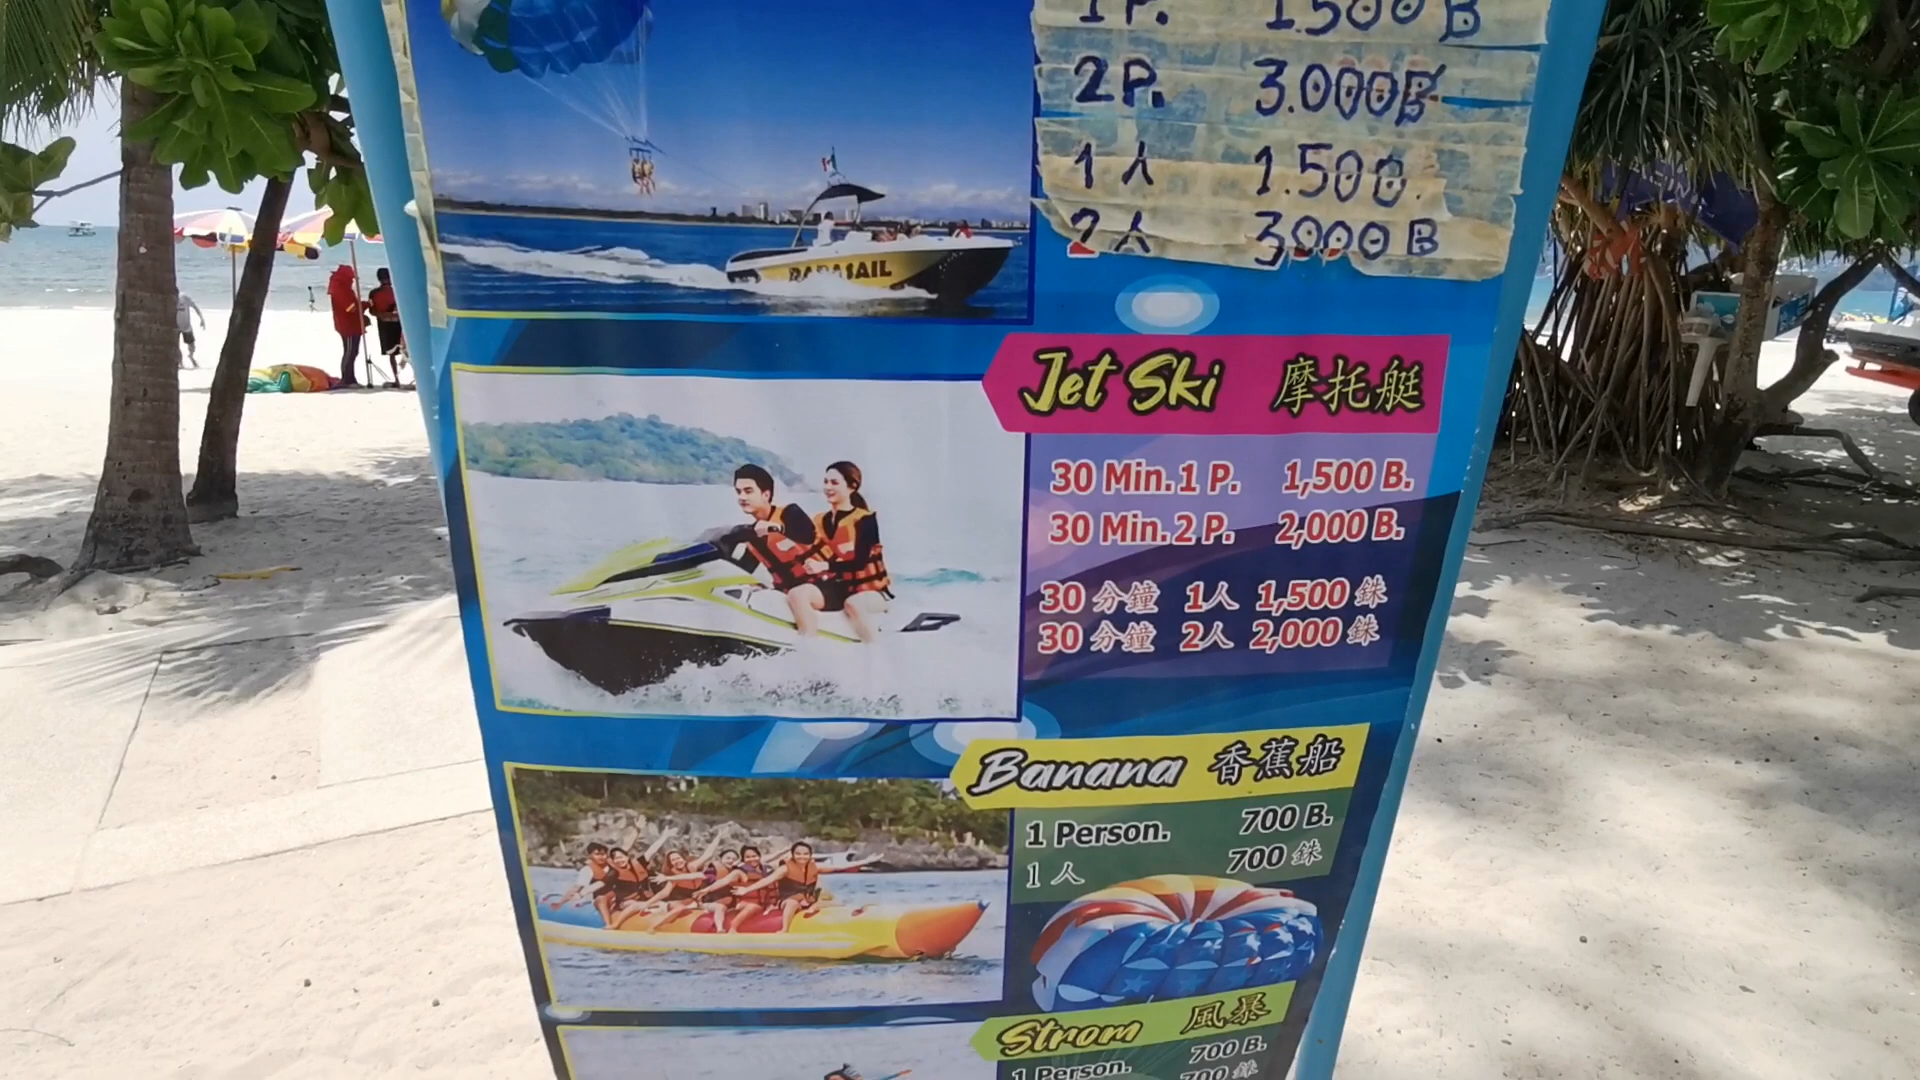 1 P. 1.500 B
2 P. 3.000 B
1 人 1.500.
2 人 3000 B
PARASAIL
Jet Ski 摩托艇
30 Min. 1 P. 1,500 B.
30 Min. 2 P. 2,000 B.
30 分鐘 1人 1,500 銖
30 分鐘 2人 2,000 銖
Banana 香蕉船
1 Person. 700 B.
1 人 700 銖
Strom 風暴
1 Person. 700 B.
700 銖